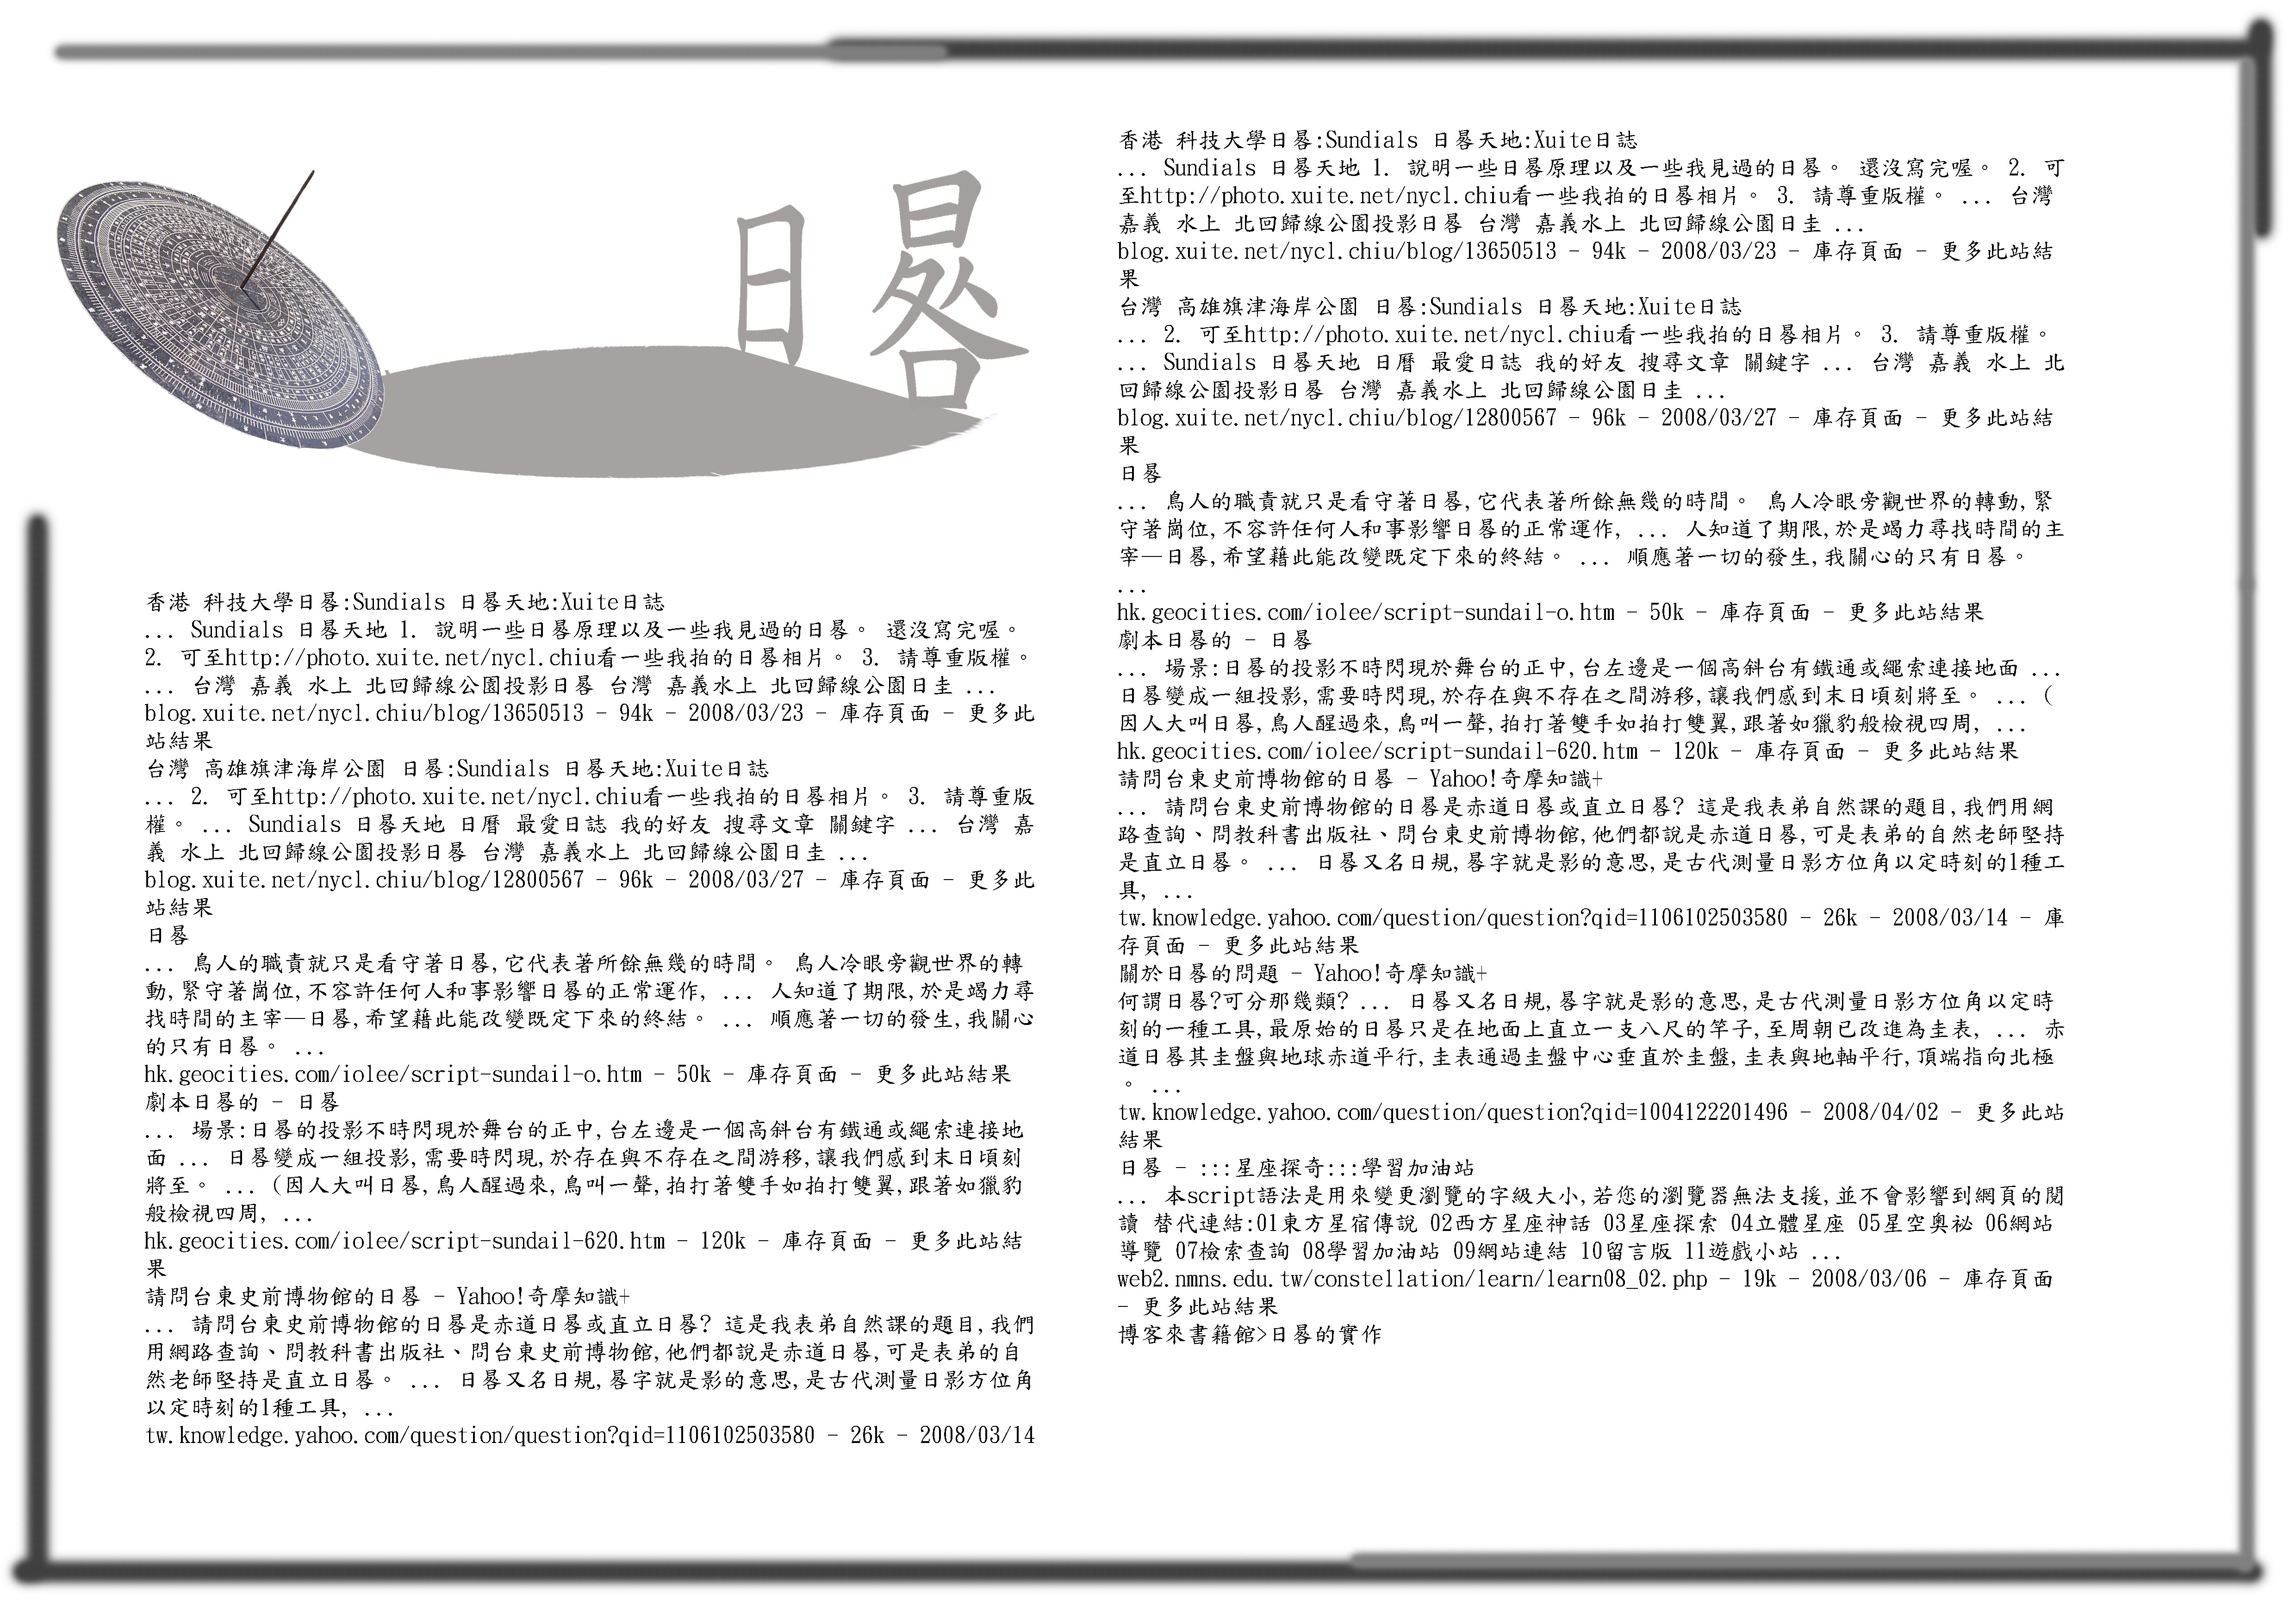 日晷
香港 科技大學日晷:Sundials 日晷天地:Xuite日誌
... Sundials 日晷天地 1. 說明一些日晷原理以及一些我見過的日晷。 還沒寫完喔。
2. 可至http://photo.xuite.net/nycl.chiu看一些我拍的日晷相片。 3. 請尊重版權。
... 台灣 嘉義 水上 北回歸線公園投影日晷 台灣 嘉義水上 北回歸線公園日圭 ...
blog.xuite.net/nycl.chiu/blog/13650513 - 94k - 2008/03/23 - 庫存頁面 - 更多此
站結果
台灣 高雄旗津海岸公園 日晷:Sundials 日晷天地:Xuite日誌
... 2. 可至http://photo.xuite.net/nycl.chiu看一些我拍的日晷相片。 3. 請尊重版
權。 ... Sundials 日晷天地 日曆 最愛日誌 我的好友 搜尋文章 關鍵字 ... 台灣 嘉
義 水上 北回歸線公園投影日晷 台灣 嘉義水上 北回歸線公園日圭 ...
blog.xuite.net/nycl.chiu/blog/12800567 - 96k - 2008/03/27 - 庫存頁面 - 更多此
站結果
日晷
... 鳥人的職責就只是看守著日晷,它代表著所餘無幾的時間。 鳥人冷眼旁觀世界的轉
動,緊守著崗位,不容許任何人和事影響日晷的正常運作, ... 人知道了期限,於是竭力尋
找時間的主宰─日晷,希望藉此能改變既定下來的終結。 ... 順應著一切的發生,我關心
的只有日晷。 ...
hk.geocities.com/iolee/script-sundail-o.htm - 50k - 庫存頁面 - 更多此站結果
劇本日晷的 - 日晷
... 場景:日晷的投影不時閃現於舞台的正中,台左邊是一個高斜台有鐵通或繩索連接地
面 ... 日晷變成一組投影,需要時閃現,於存在與不存在之間游移,讓我們感到末日頃刻
將至。 ... (因人大叫日晷,鳥人醒過來,鳥叫一聲,拍打著雙手如拍打雙翼,跟著如獵豹
般檢視四周, ...
hk.geocities.com/iolee/script-sundail-620.htm - 120k - 庫存頁面 - 更多此站結
果
請問台東史前博物館的日晷 - Yahoo!奇摩知識+
... 請問台東史前博物館的日晷是赤道日晷或直立日晷? 這是我表弟自然課的題目,我們
用網路查詢、問教科書出版社、問台東史前博物館,他們都說是赤道日晷,可是表弟的自
然老師堅持是直立日晷。 ... 日晷又名日規,晷字就是影的意思,是古代測量日影方位角
以定時刻的1種工具, ...
tw.knowledge.yahoo.com/question/question?qid=1106102503580 - 26k - 2008/03/14
香港 科技大學日晷:Sundials 日晷天地:Xuite日誌
... Sundials 日晷天地 1. 說明一些日晷原理以及一些我見過的日晷。 還沒寫完喔。 2. 可
至http://photo.xuite.net/nycl.chiu看一些我拍的日晷相片。 3. 請尊重版權。 ... 台灣
嘉義 水上 北回歸線公園投影日晷 台灣 嘉義水上 北回歸線公園日圭 ...
blog.xuite.net/nycl.chiu/blog/13650513 - 94k - 2008/03/23 - 庫存頁面 - 更多此站結
果
台灣 高雄旗津海岸公園 日晷:Sundials 日晷天地:Xuite日誌
... 2. 可至http://photo.xuite.net/nycl.chiu看一些我拍的日晷相片。 3. 請尊重版權。
... Sundials 日晷天地 日曆 最愛日誌 我的好友 搜尋文章 關鍵字 ... 台灣 嘉義 水上 北
回歸線公園投影日晷 台灣 嘉義水上 北回歸線公園日圭 ...
blog.xuite.net/nycl.chiu/blog/12800567 - 96k - 2008/03/27 - 庫存頁面 - 更多此站結
果
日晷
... 鳥人的職責就只是看守著日晷,它代表著所餘無幾的時間。 鳥人冷眼旁觀世界的轉動,緊
守著崗位,不容許任何人和事影響日晷的正常運作, ... 人知道了期限,於是竭力尋找時間的主
宰─日晷,希望藉此能改變既定下來的終結。 ... 順應著一切的發生,我關心的只有日晷。
...
hk.geocities.com/iolee/script-sundail-o.htm - 50k - 庫存頁面 - 更多此站結果
劇本日晷的 - 日晷
... 場景:日晷的投影不時閃現於舞台的正中,台左邊是一個高斜台有鐵通或繩索連接地面 ...
日晷變成一組投影,需要時閃現,於存在與不存在之間游移,讓我們感到末日頃刻將至。 ... (
因人大叫日晷,鳥人醒過來,鳥叫一聲,拍打著雙手如拍打雙翼,跟著如獵豹般檢視四周, ...
hk.geocities.com/iolee/script-sundail-620.htm - 120k - 庫存頁面 - 更多此站結果
請問台東史前博物館的日晷 - Yahoo!奇摩知識+
... 請問台東史前博物館的日晷是赤道日晷或直立日晷? 這是我表弟自然課的題目,我們用網
路查詢、問教科書出版社、問台東史前博物館,他們都說是赤道日晷,可是表弟的自然老師堅持
是直立日晷。 ... 日晷又名日規,晷字就是影的意思,是古代測量日影方位角以定時刻的1種工
具, ...
tw.knowledge.yahoo.com/question/question?qid=1106102503580 - 26k - 2008/03/14 - 庫
存頁面 - 更多此站結果
關於日晷的問題 - Yahoo!奇摩知識+
何謂日晷?可分那幾類? ... 日晷又名日規,晷字就是影的意思,是古代測量日影方位角以定時
刻的一種工具,最原始的日晷只是在地面上直立一支八尺的竿子,至周朝已改進為圭表, ... 赤
道日晷其圭盤與地球赤道平行,圭表通過圭盤中心垂直於圭盤,圭表與地軸平行,頂端指向北極
。 ...
tw.knowledge.yahoo.com/question/question?qid=1004122201496 - 2008/04/02 - 更多此站
結果
日晷 - :::星座探奇:::學習加油站
... 本script語法是用來變更瀏覽的字級大小,若您的瀏覽器無法支援,並不會影響到網頁的閱
讀 替代連結:01東方星宿傳說 02西方星座神話 03星座探索 04立體星座 05星空奧祕 06網站
導覽 07檢索查詢 08學習加油站 09網站連結 10留言版 11遊戲小站 ...
web2.nmns.edu.tw/constellation/learn/learn08_02.php - 19k - 2008/03/06 - 庫存頁面
- 更多此站結果
博客來書籍館>日晷的實作